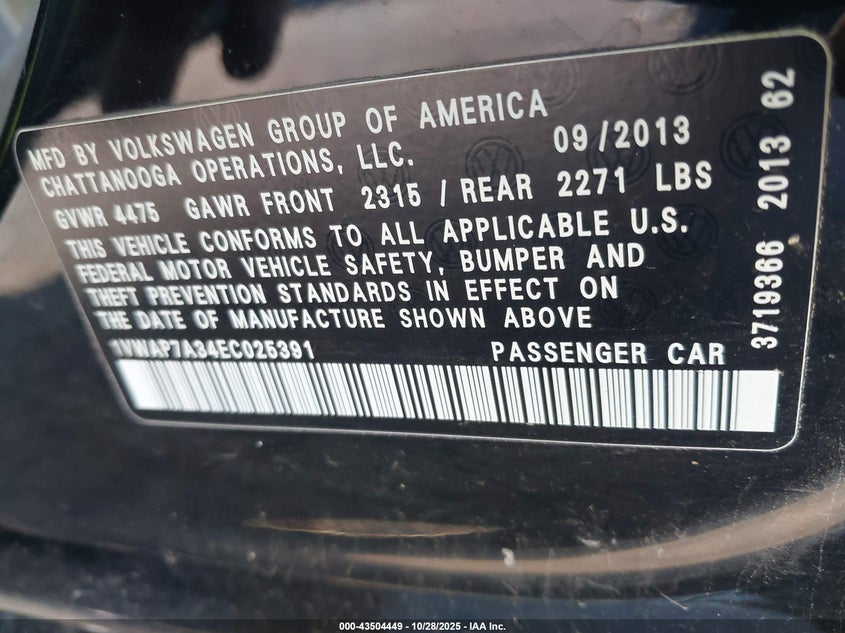 MFD BY VOLKSWAGEN GROUP OF AMERICA
CHATTANOOGA OPERATIONS, LLC. 09/2013
GVWR 4475 GAWR FRONT 2315 / REAR 2271 LBS
THIS VEHICLE CONFORMS TO ALL APPLICABLE U.S.
FEDERAL MOTOR VEHICLE SAFETY, BUMPER AND
THEFT PREVENTION STANDARDS IN EFFECT ON
THE DATE OF MANUFACTURE SHOWN ABOVE
1VWAP7A34EC025391 PASSENGER CAR
3719366 2013 62
000-43504449 - 10/28/2025 - IAA Inc.